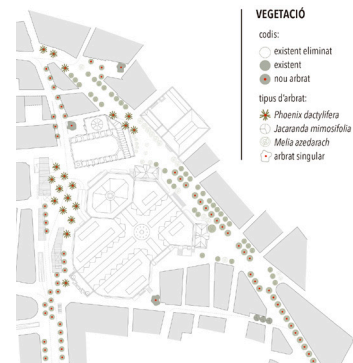 VEGETACIÓ
codis:
existent eliminat
existent
nou arbrat
tipus d'arbrat:
Phoenix dactylifera
Jacaranda mimosifolia
Melia azedarach
arbrat singular